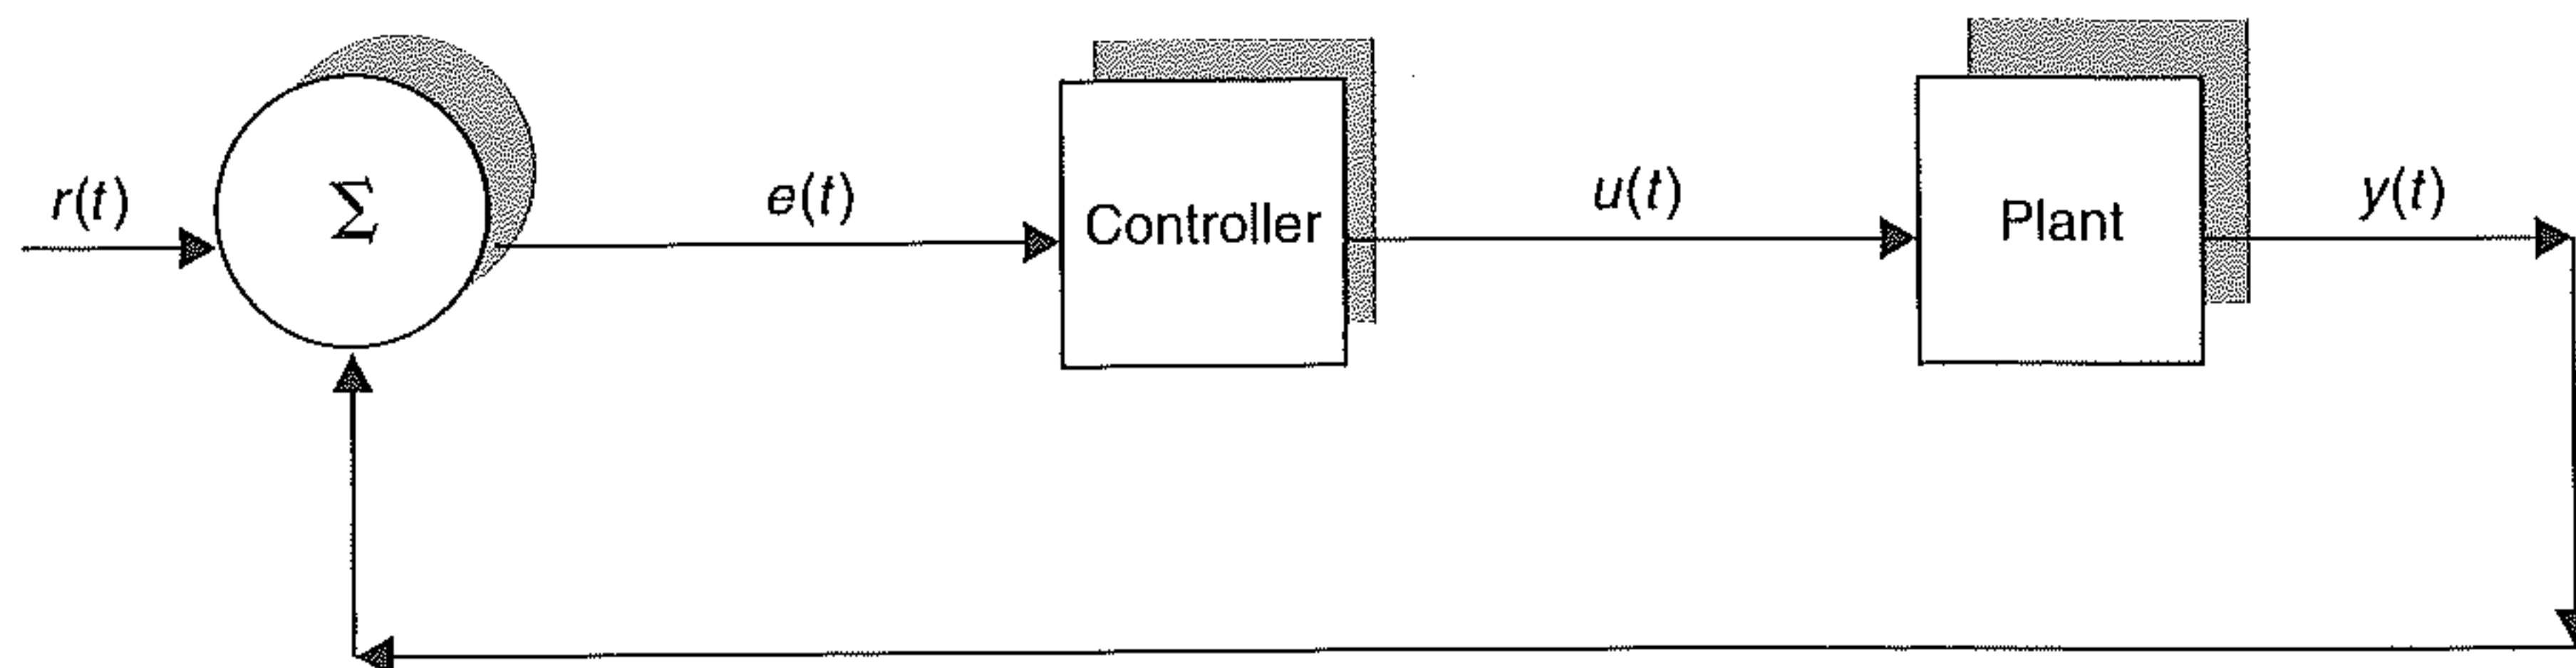 r(t)
Σ
e(t)
Controller
u(t)
Plant
y(t)